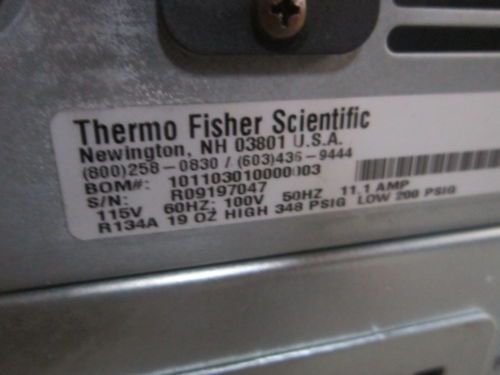 Thermo Fisher Scientific
Newington, NH 03801 U.S.A.
(800)258-0830 / (603)436-9444
BOM#: 101103010000003
S/N: R09197047
115V 60HZ; 100V 50HZ 11.1 AMP
R134A 19 OZ HIGH 348 PSIG LOW 200 PSIG